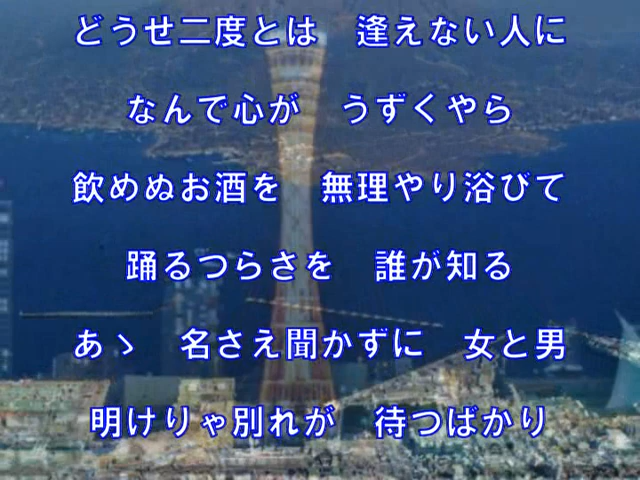 どうせ二度とは　逢えない人に
なんで心が　うずくやら
飲めぬお酒を　無理やり浴びて
踊るつらさを　誰が知る
あゝ　名さえ聞かずに　女と男
明けりゃ別れが　待つばかり